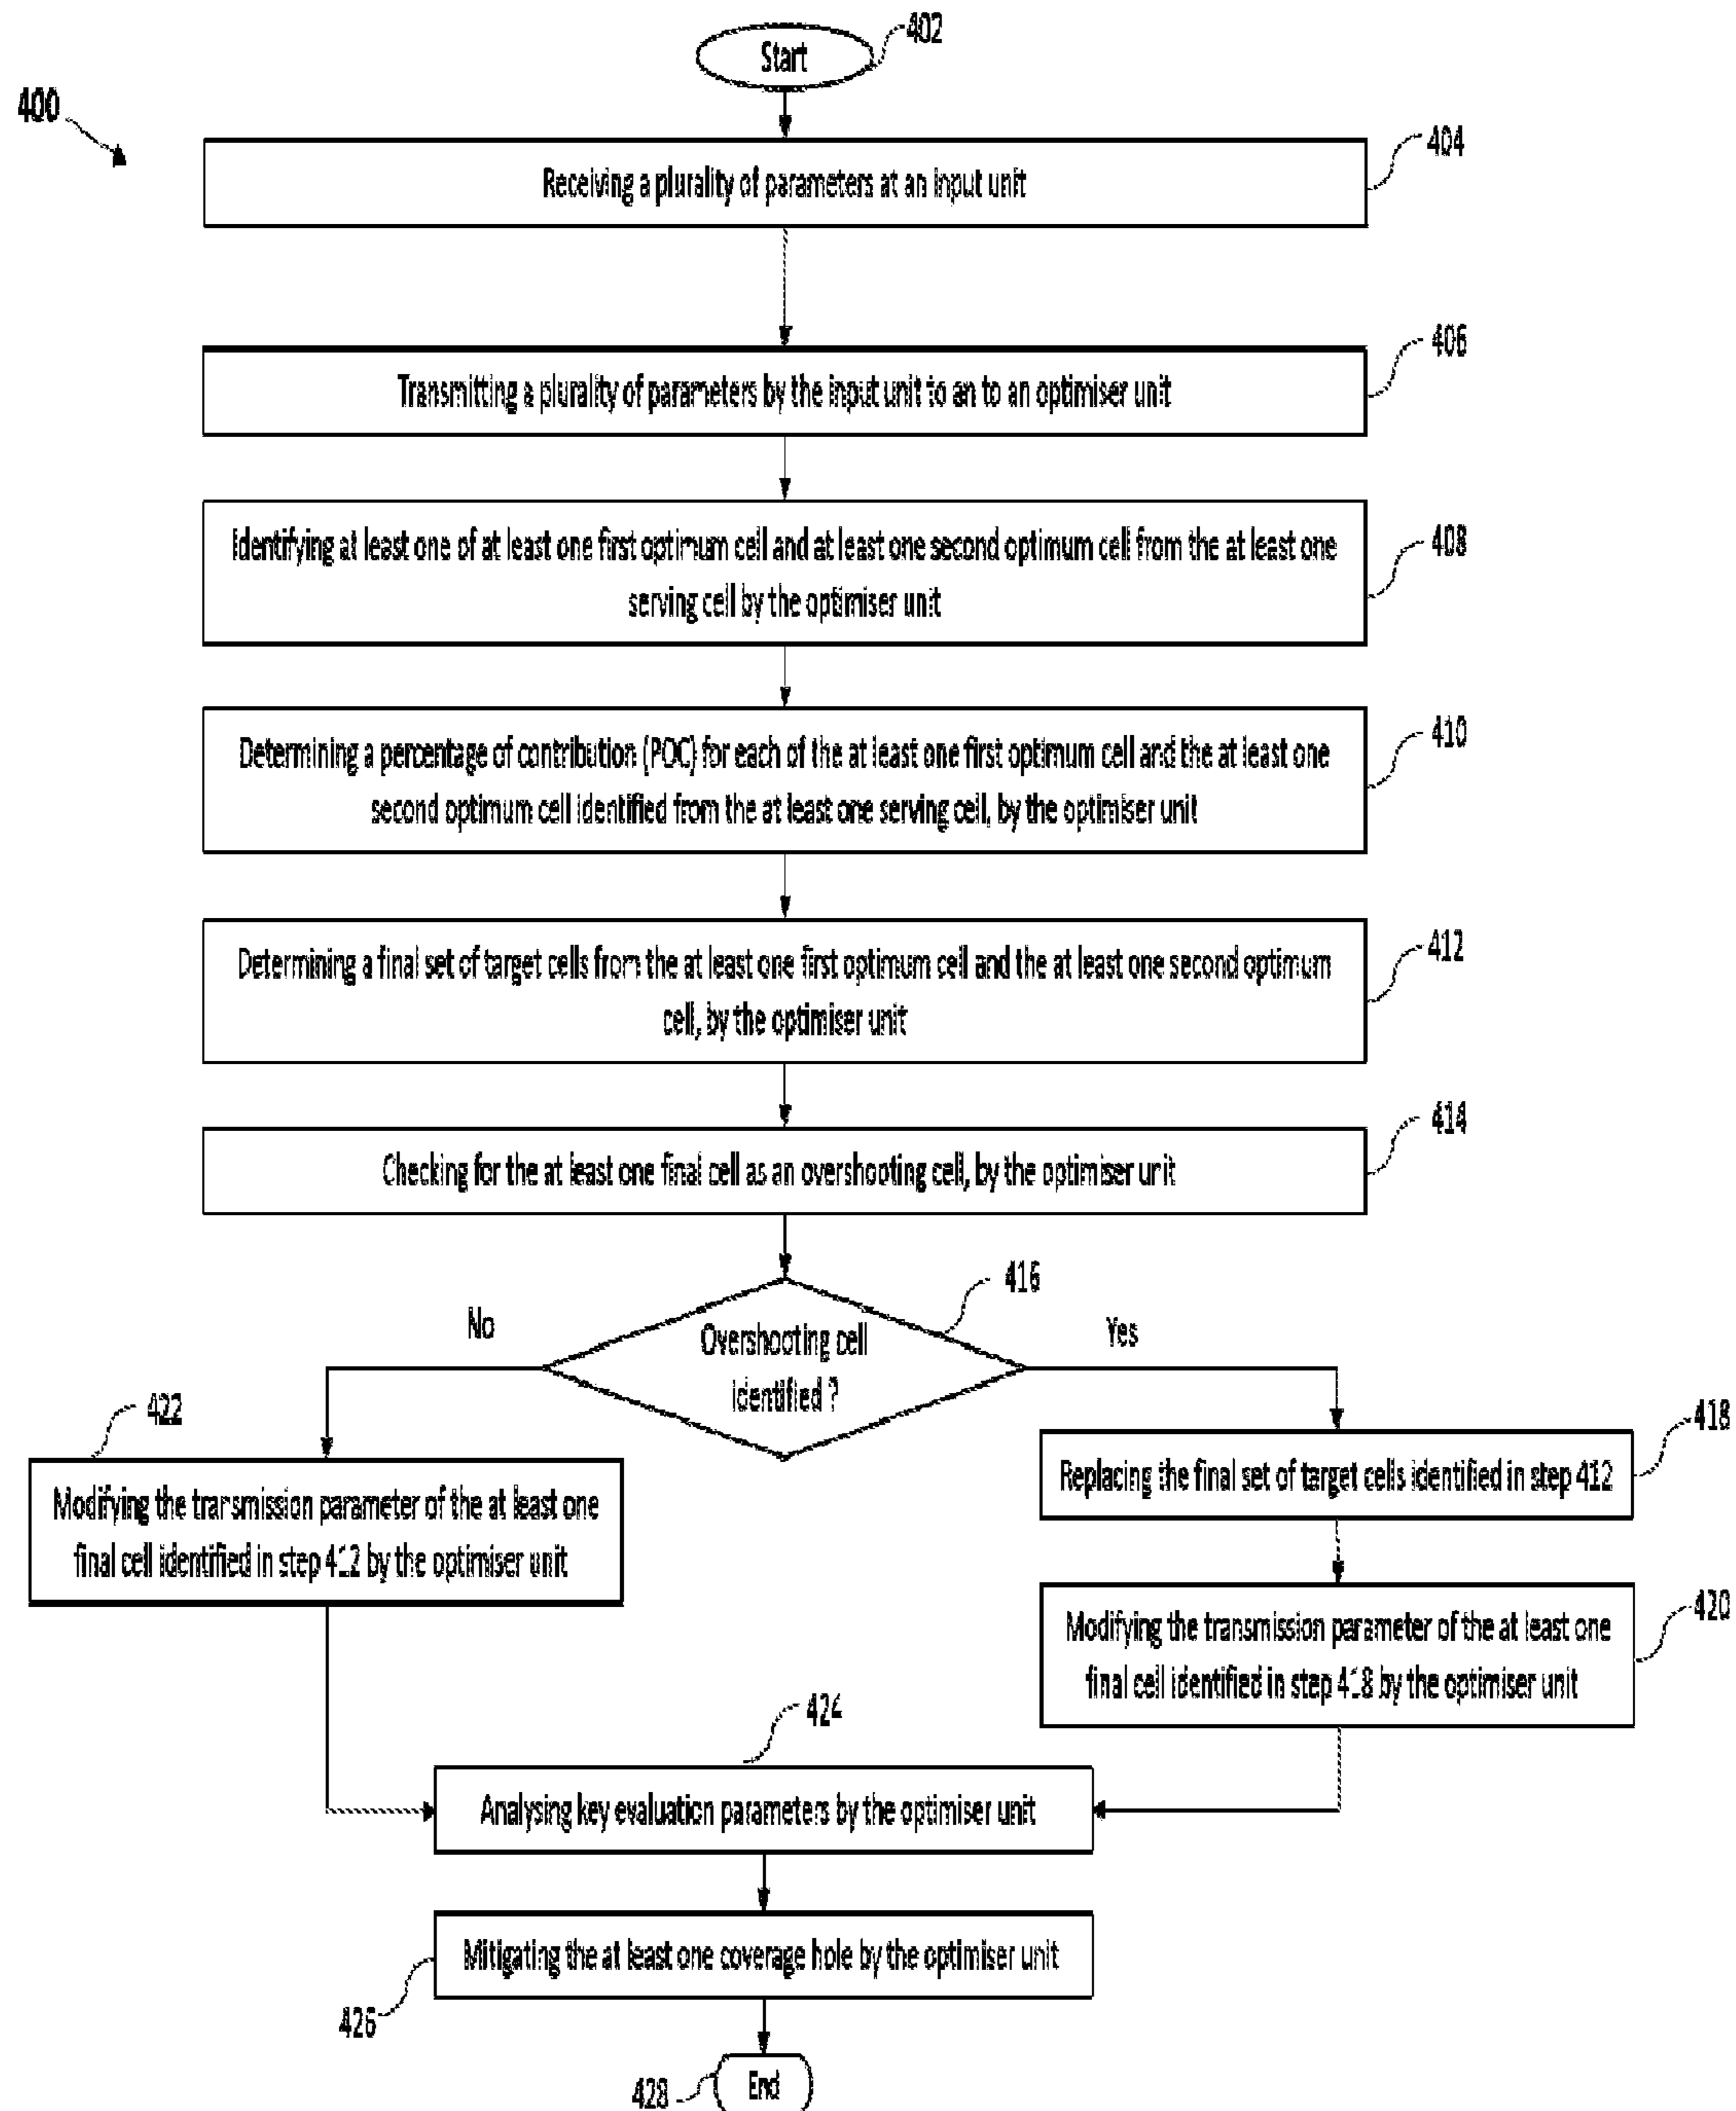 400
Start
402
Receiving a plurality of parameters at an input unit
404
Transmitting a plurality of parameters by the input unit to an to an optimiser unit
406
Identifying at least one of at least one first optimum cell and at least one second optimum cell from the at least one
serving cell by the optimiser unit
408
Determining a percentage of contribution (POC) for each of the at least one first optimum cell and the at least one
second optimum cell identified from the at least one serving cell, by the optimiser unit
410
Determining a final set of target cells from the at least one first optimum cell and the at least one second optimum
cell, by the optimiser unit
412
Checking for the at least one final cell as an overshooting cell, by the optimiser unit
414
Overshooting cell
identified ?
416
No
Yes
422
Modifying the transmission parameter of the at least one
final cell identified in step 412 by the optimiser unit
Replacing the final set of target cells identified in step 412
418
Modifying the transmission parameter of the at least one
final cell identified in step 418 by the optimiser unit
420
424
Analysing key evaluation parameters by the optimiser unit
Mitigating the at least one coverage hole by the optimiser unit
426
End
428